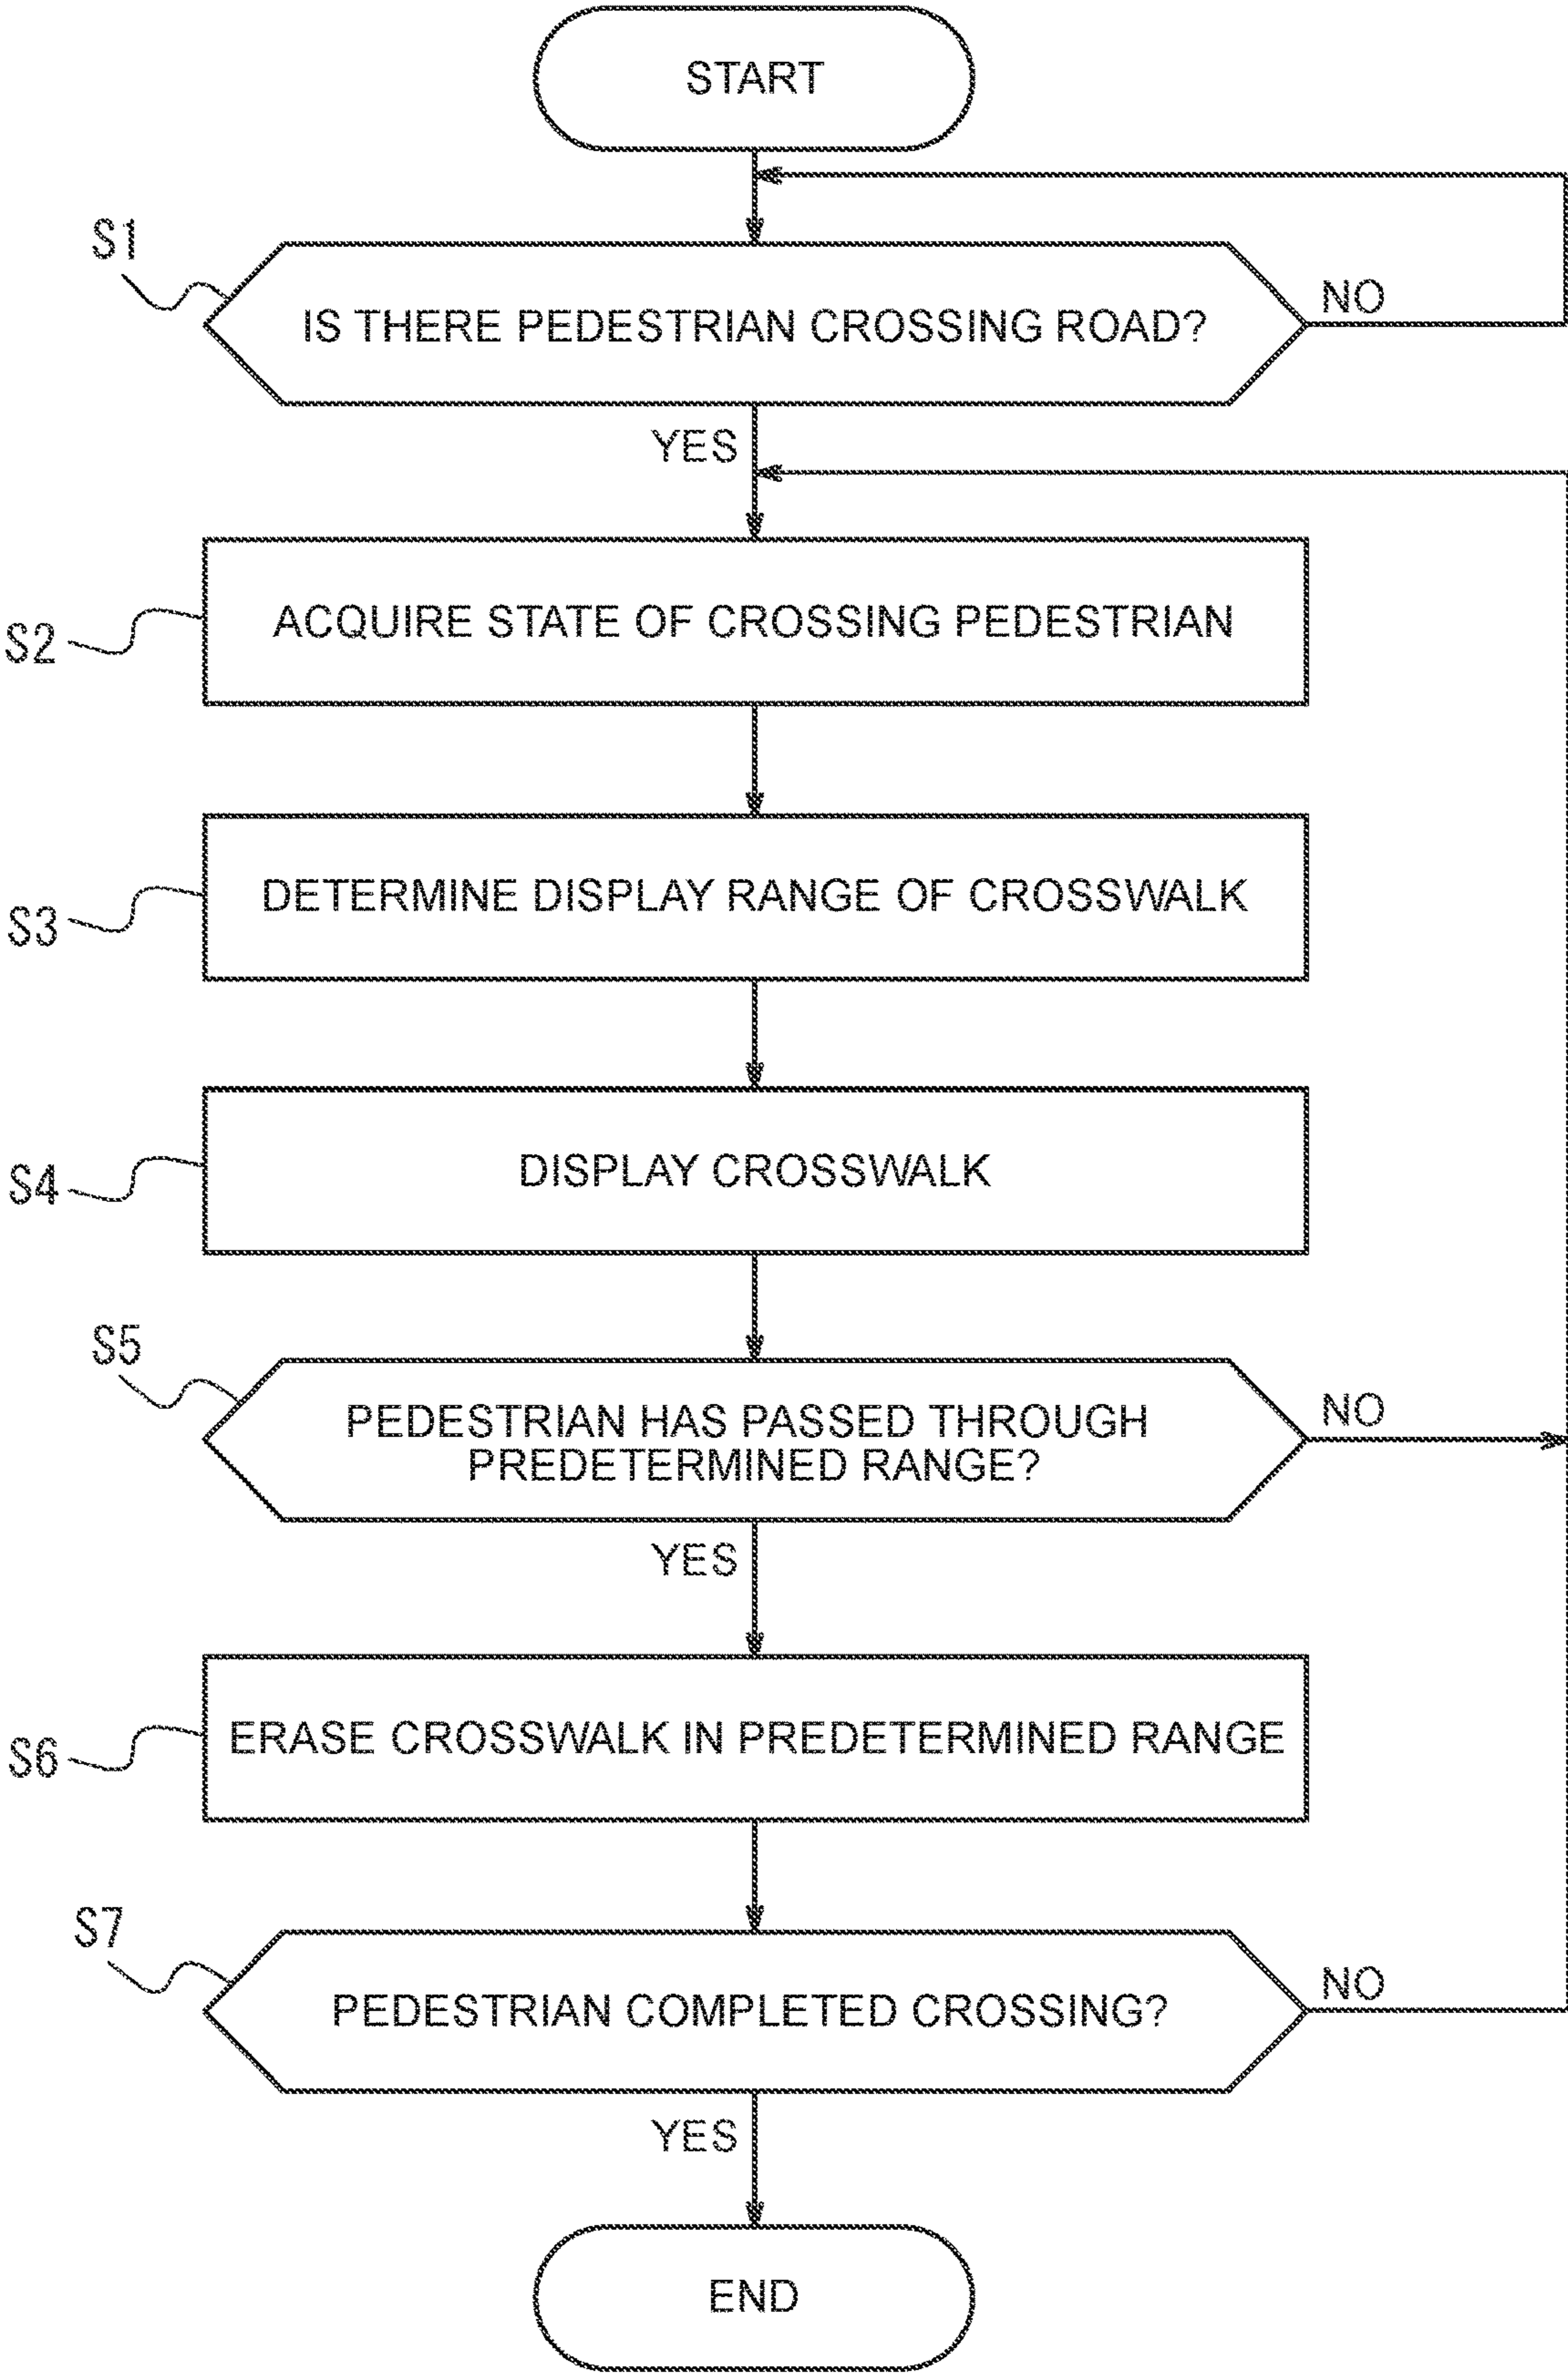 START
S1
IS THERE PEDESTRIAN CROSSING ROAD?
NO
YES
S2
ACQUIRE STATE OF CROSSING PEDESTRIAN
S3
DETERMINE DISPLAY RANGE OF CROSSWALK
S4
DISPLAY CROSSWALK
S5
PEDESTRIAN HAS PASSED THROUGH
PREDETERMINED RANGE?
NO
YES
S6
ERASE CROSSWALK IN PREDETERMINED RANGE
S7
PEDESTRIAN COMPLETED CROSSING?
NO
YES
END